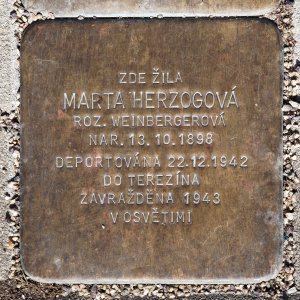 ZDE ŽILA
MARTA HERZOGOVÁ
ROZ. WEINBERGEROVÁ
NAR. 13. 10. 1898
DEPORTOVÁNA 22.12. 1942
DO TEREZÍNA
ZAVRAŽDĚNA 1943
V OSVĚTIMI